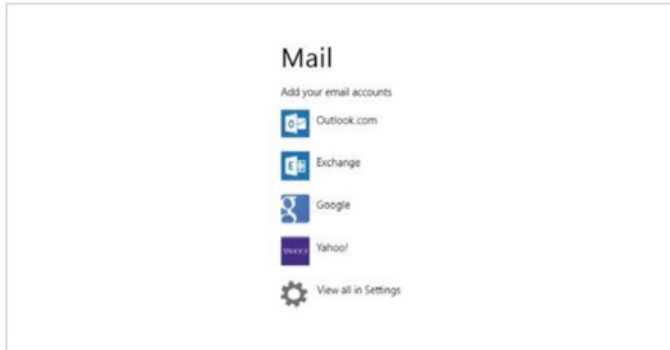 Mail
Add your email accounts
Outlook.com
Exchange
Google
Yahoo!
View all in Settings